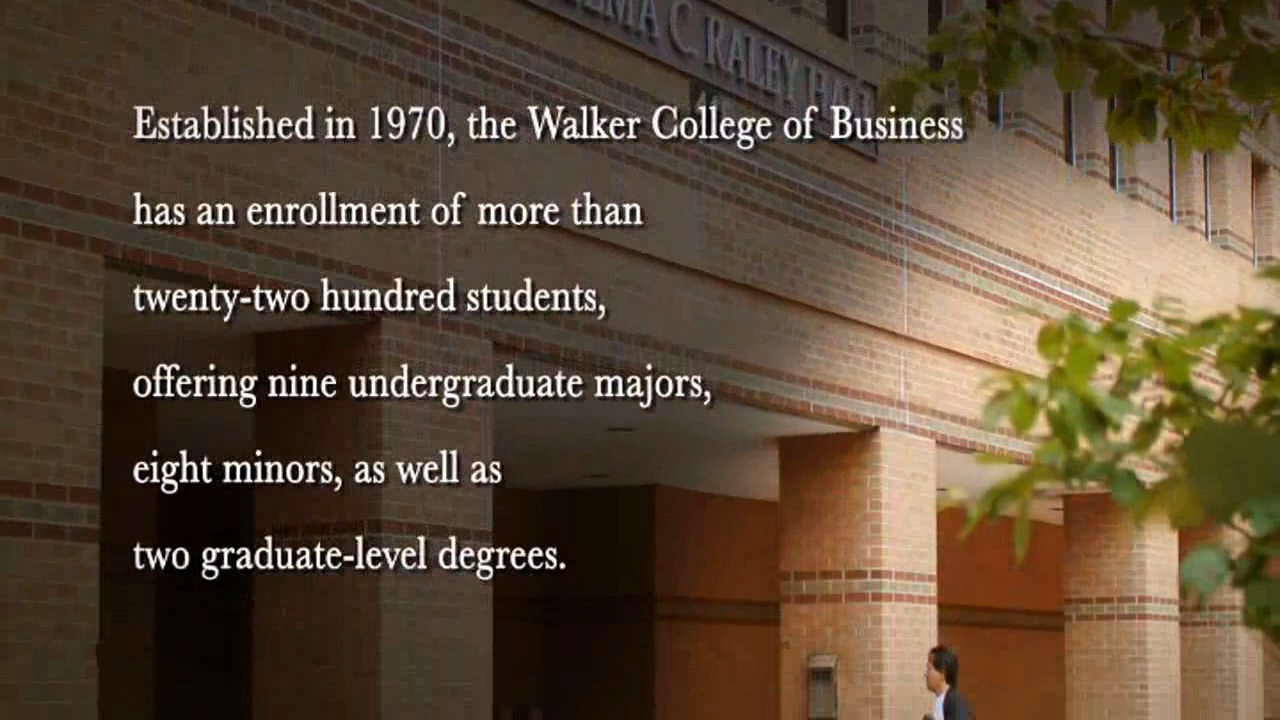 C RALEY
Established in 1970, the Walker College of Business
has an enrollment of more than
twenty-two hundred students,
offering nine undergraduate majors,
eight minors, as well as
two graduate-level degrees.